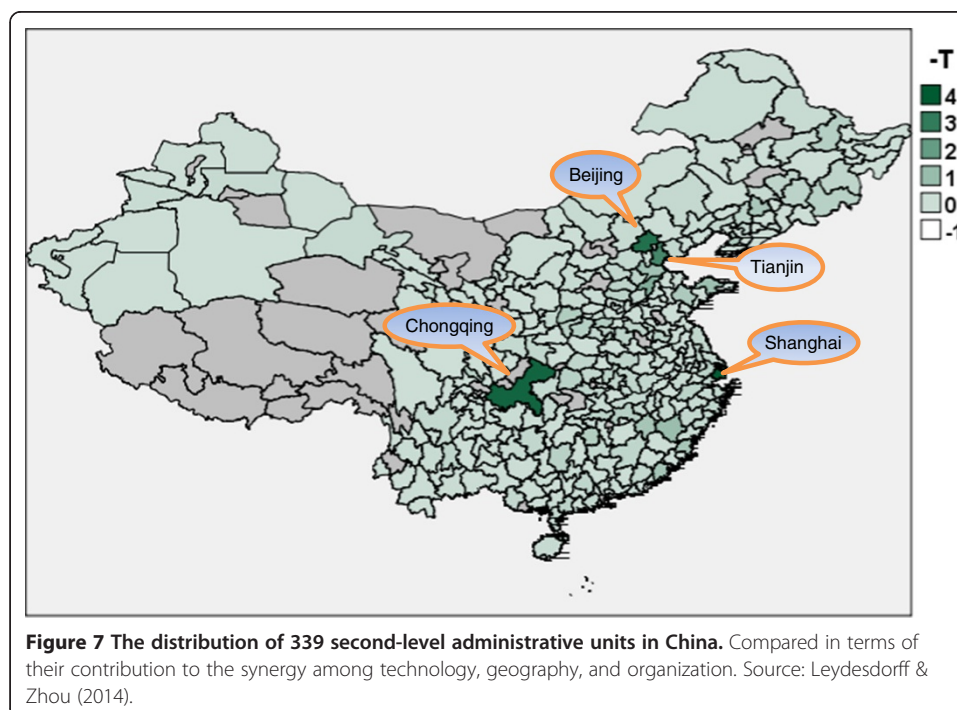 -T
4
3
2
1
0
-1
Beijing
Tianjin
Chongqing
Shanghai
Figure 7 The distribution of 339 second-level administrative units in China. Compared in terms of
their contribution to the synergy among technology, geography, and organization. Source: Leydesdorff &
Zhou (2014).